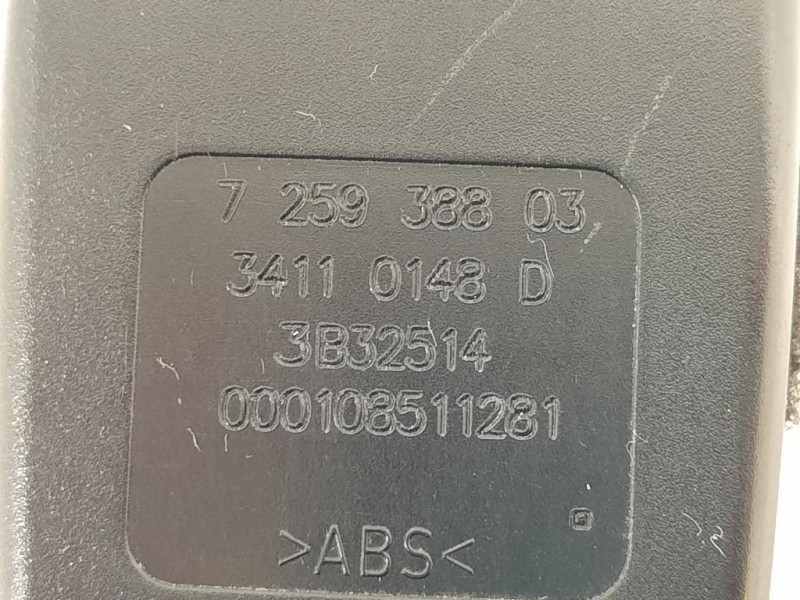 7 259 388 03
3411 0148 D
3B32514
000108511281
>ABS<